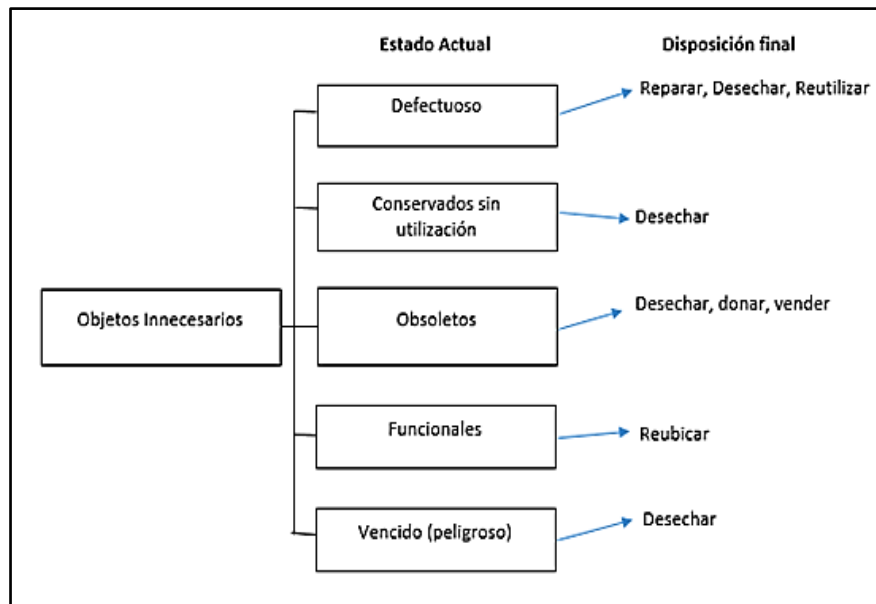 Estado Actual
Disposición final
Defectuoso
Reparar, Desechar, Reutilizar
Conservados sin
utilización
Desechar
Objetos Innecesarios
Obsoletos
Desechar, donar, vender
Funcionales
Reubicar
Vencido (peligroso)
Desechar